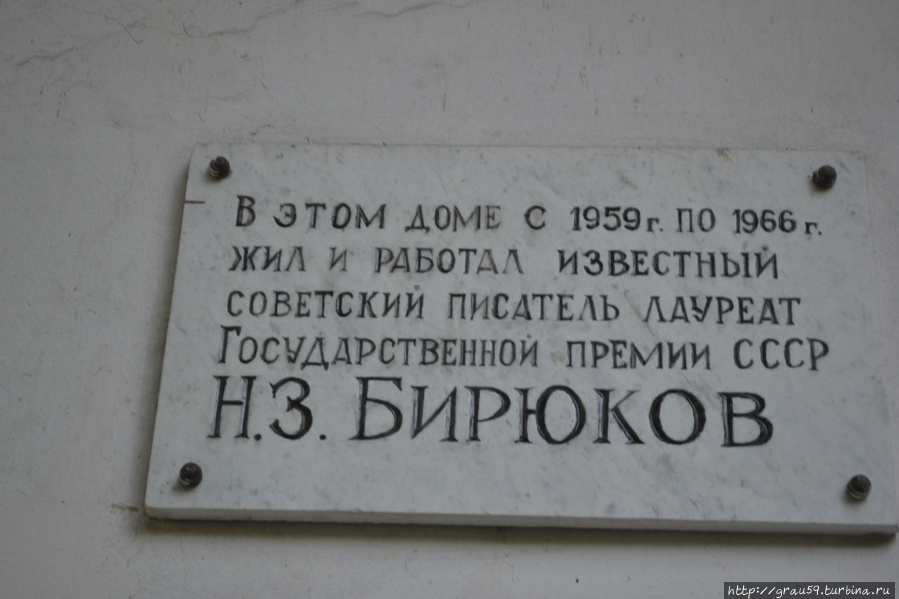 В ЭТОМ ДОМЕ С 1959г. ПО 1966г.
ЖИЛ И РАБОТАЛ ИЗВЕСТНЫЙ
СОВЕТСКИЙ ПИСАТЕЛЬ ЛАУРЕАТ
ГОСУДАРСТВЕННОЙ ПРЕМИИ СССР
Н.З. БИРЮКОВ
http://grau59.turbina.ru